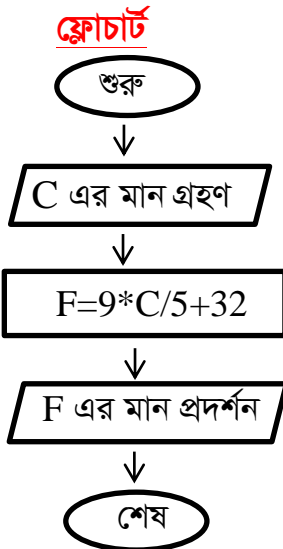 ফ্লোচার্ট
শুরু
C এর মান গ্রহণ
F=9*C/5+32
F এর মান প্রদর্শন
শেষ